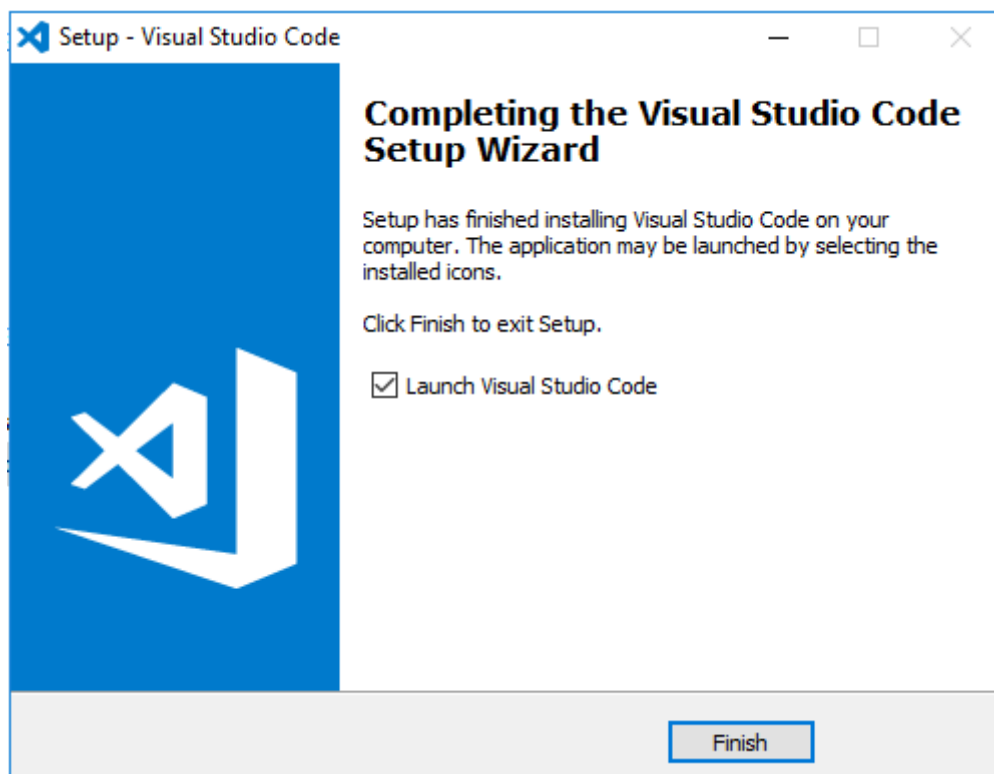 Setup - Visual Studio Code
Completing the Visual Studio Code
Setup Wizard
Setup has finished installing Visual Studio Code on your
computer. The application may be launched by selecting the
installed icons.
Click Finish to exit Setup.
Launch Visual Studio Code
Finish